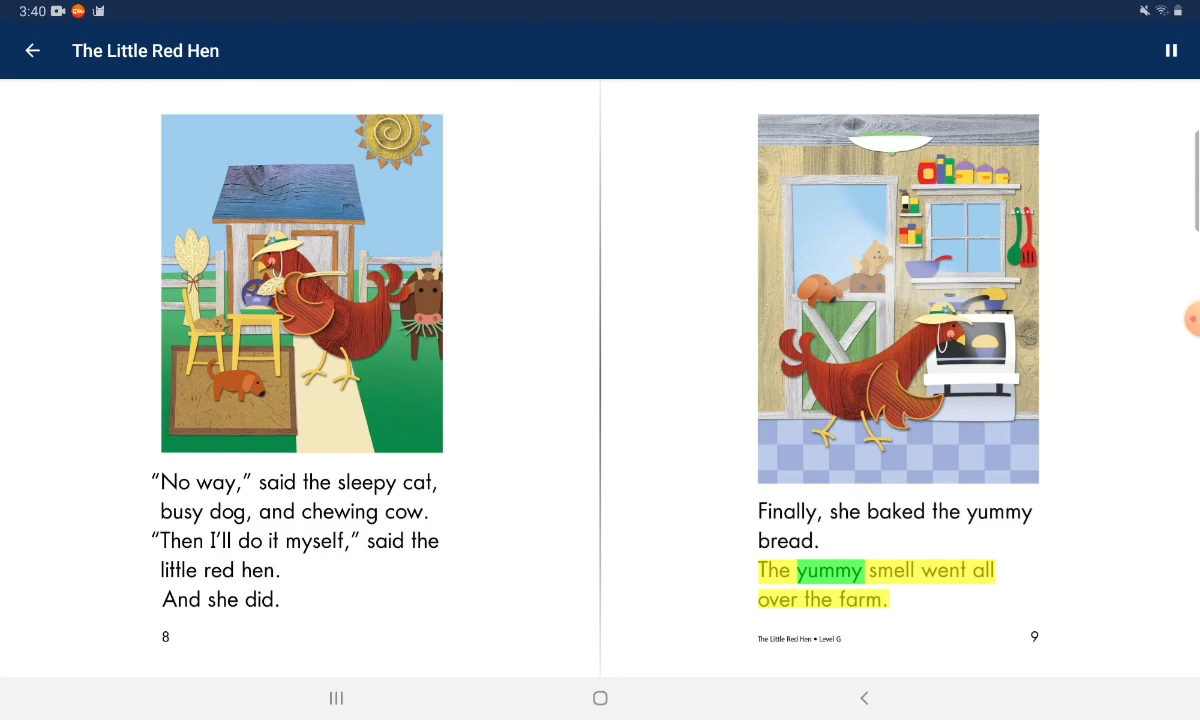 3:40
The Little Red Hen
“No way,” said the sleepy cat,
busy dog, and chewing cow.
“Then I’ll do it myself,” said the
little red hen.
And she did.
8
Finally, she baked the yummy
bread.
The yummy smell went all
over the farm.
The Little Red Hen • Level G
9